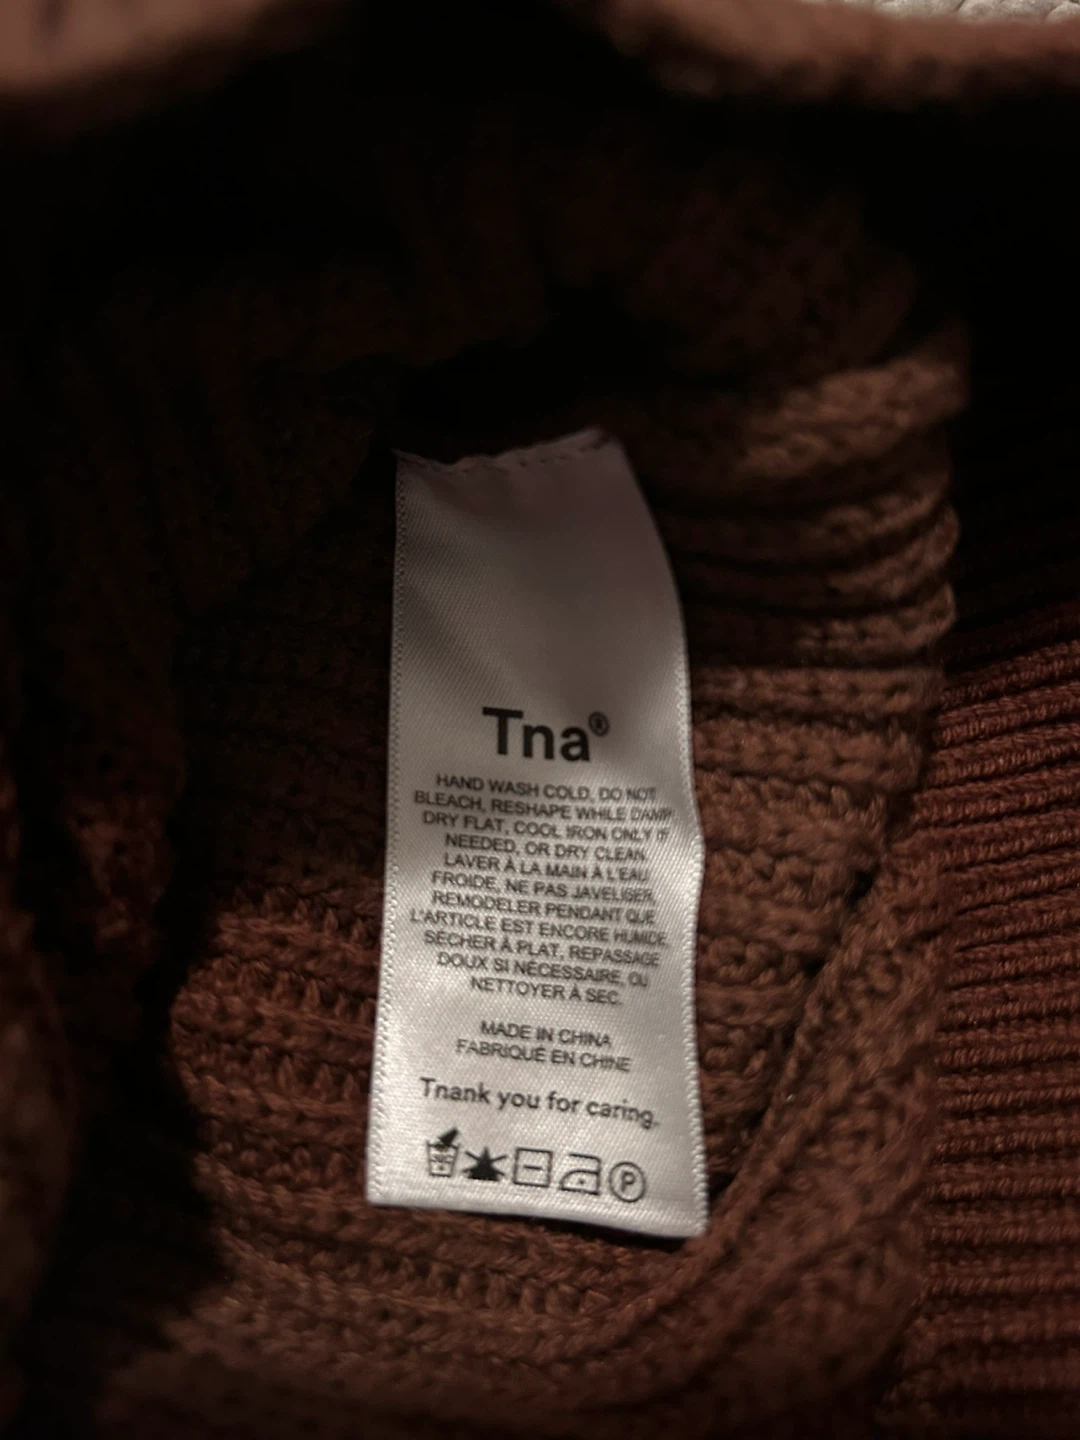 Tna®
HAND WASH COLD, DO NOT
BLEACH, RESHAPE WHILE DAMP
DRY FLAT, COOL IRON ONLY IF
NEEDED, OR DRY CLEAN.
LAVER À LA MAIN À L'EAU
FROIDE, NE PAS JAVELISER,
REMODELER PENDANT QUE
L'ARTICLE EST ENCORE HUMIDE,
SÉCHER À PLAT, REPASSAGE
DOUX SI NÉCESSAIRE, OU
NETTOYER À SEC.
MADE IN CHINA
FABRIQUÉ EN CHINE
Tnank you for caring.
P